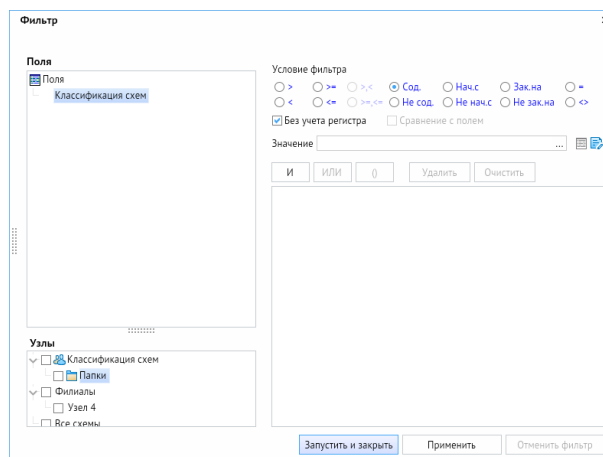 Фильтр
Поля
Поля
Классификация схем
Условие фильтра
> >= >,< Сод. Нач.с Зак.на =
< <= >=,<= Не сод. Не нач.с Не зак.на <>
Без учета регистра Сравнение с полем
Значение ...
И ИЛИ () Удалить Очистить
Узлы
Классификация схем
Папки
Филиалы
Узел 4
Все схемы
Запустить и закрыть Применить Отменить фильтр